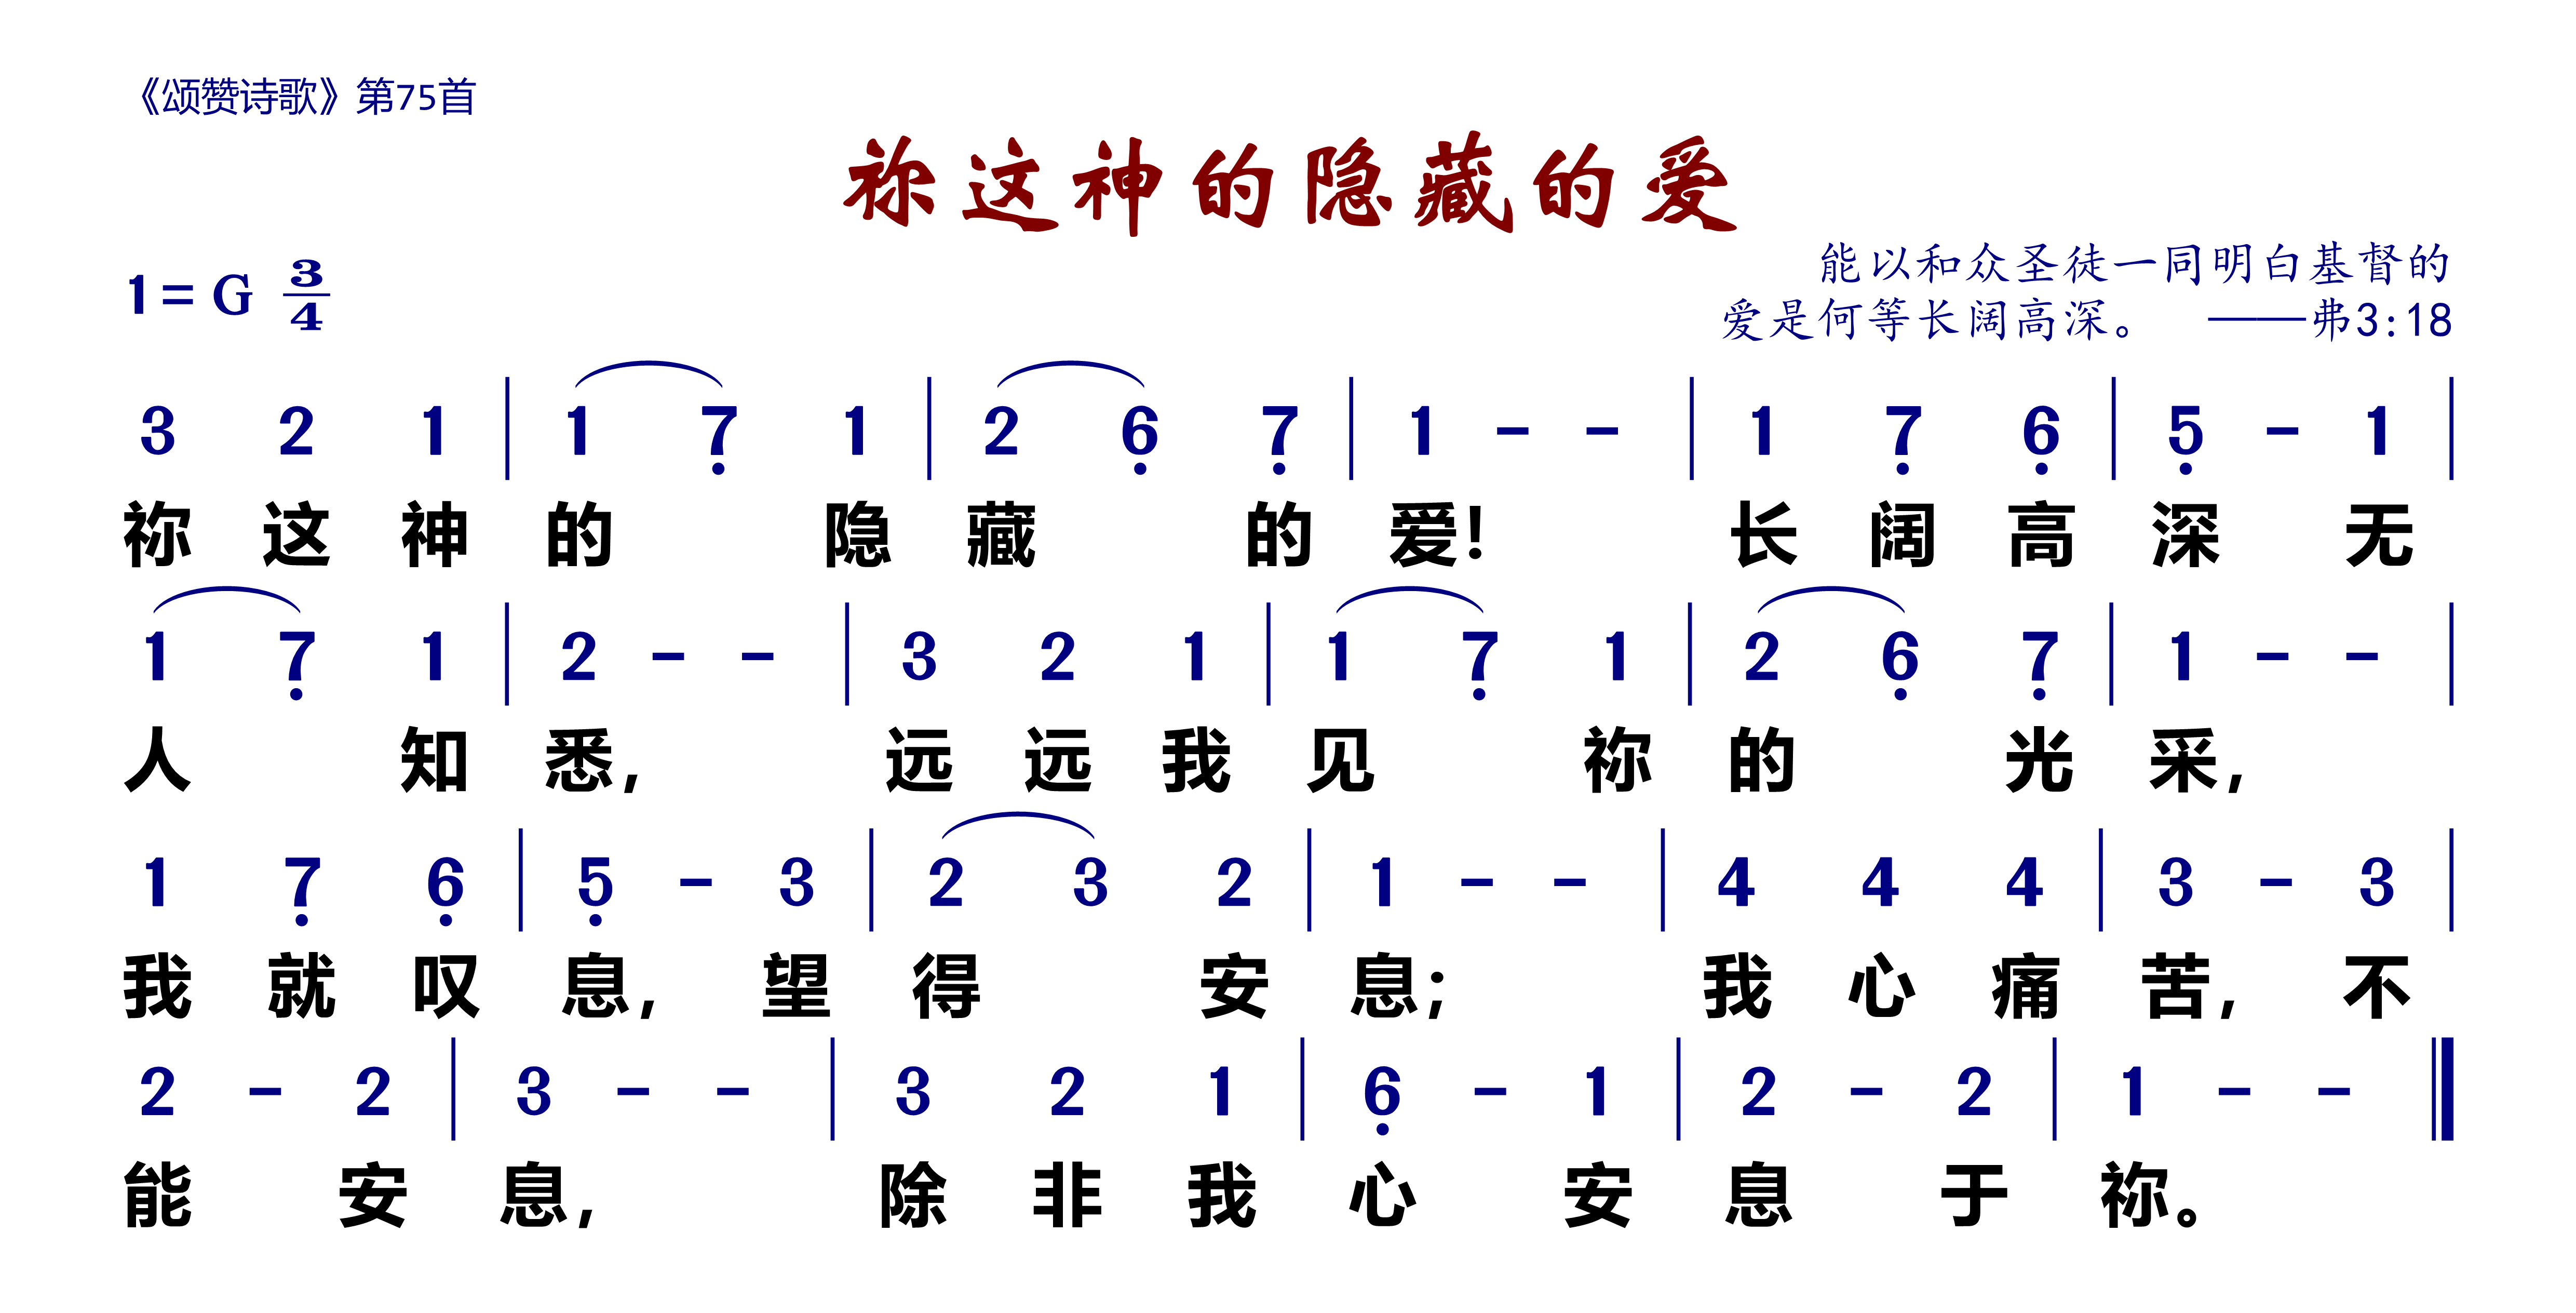 《颂赞诗歌》第75首
祢这神的隐藏的爱
能以和众圣徒一同明白基督的
1=G 3/4
爱是何等长阔高深。 ——弗3:18
3 2 1 | 1 7̣ 1 | 2 6̣ 7̣ | 1 - - | 1 7̣ 6̣ | 5̣ - 1 |
祢 这 神 的 隐 藏 的 爱! 长 阔 高 深 无
1 7̣ 1 | 2 - - | 3 2 1 | 1 7̣ 1 | 2 6̣ 7̣ | 1 - - |
人 知 悉, 远 远 我 见 祢 的 光 采,
1 7̣ 6̣ | 5̣ - 3 | 2 3 2 | 1 - - | 4 4 4 | 3 - 3 |
我 就 叹 息, 望 得 安 息; 我 心 痛 苦, 不
2 - 2 | 3 - - | 3 2 1 | 6̣ - 1 | 2 - 2 | 1 - - ‖
能 安 息, 除 非 我 心 安 息 于 祢。